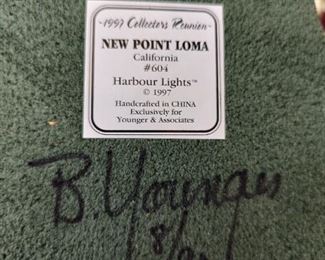 ~1997 Collectors Reunion~
NEW POINT LOMA
California
#604
Harbour Lights™
© 1997
Handcrafted in CHINA
Exclusively for
Younger & Associates
B. Younger
8/